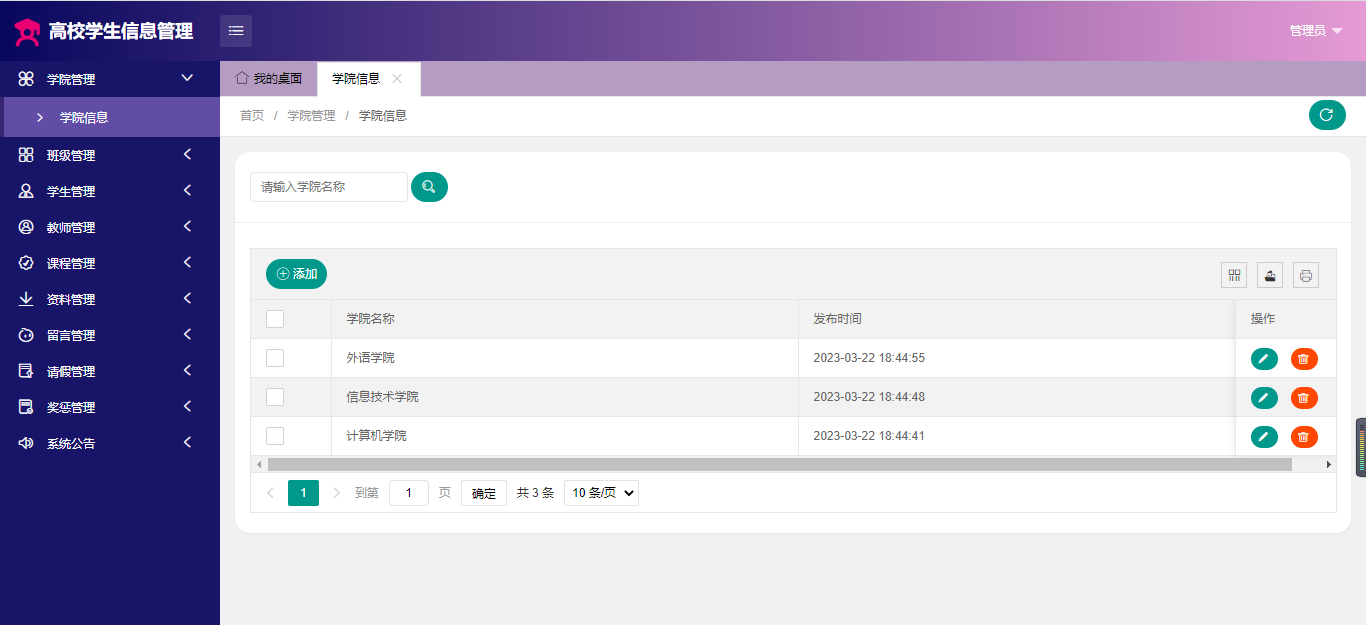 高校学生信息管理
管理员
学院管理
学院信息
班级管理
学生管理
教师管理
课程管理
资料管理
留言管理
请假管理
奖惩管理
系统公告
我的桌面
学院信息
首页 / 学院管理 / 学院信息
请输入学院名称
添加
学院名称 发布时间 操作
外语学院 2023-03-22 18:44:55
信息技术学院 2023-03-22 18:44:48
计算机学院 2023-03-22 18:44:41
1 到第 1 页 确定 共 3 条 10 条/页